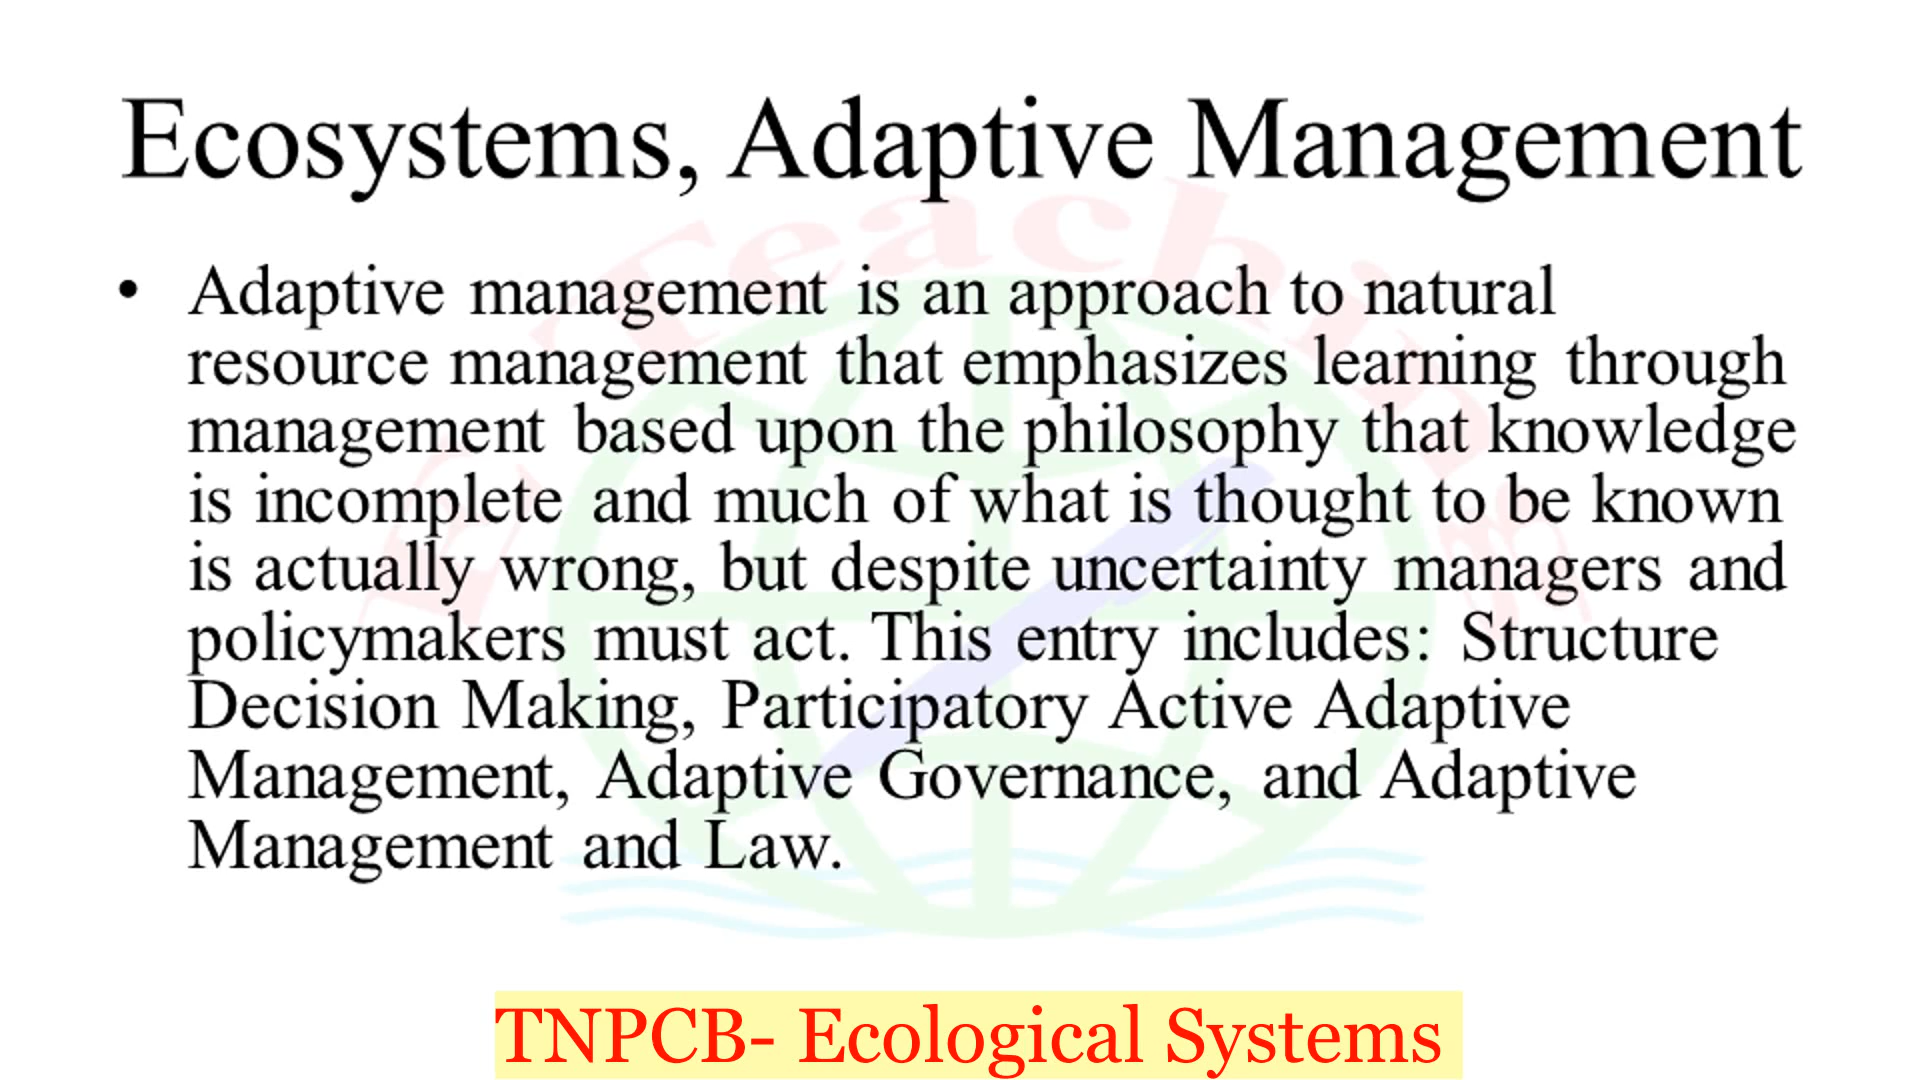 Ecosystems, Adaptive Management
• Adaptive management is an approach to natural
resource management that emphasizes learning through
management based upon the philosophy that knowledge
is incomplete and much of what is thought to be known
is actually wrong, but despite uncertainty managers and
policymakers must act. This entry includes: Structure
Decision Making, Participatory Active Adaptive
Management, Adaptive Governance, and Adaptive
Management and Law.
TNPCB- Ecological Systems